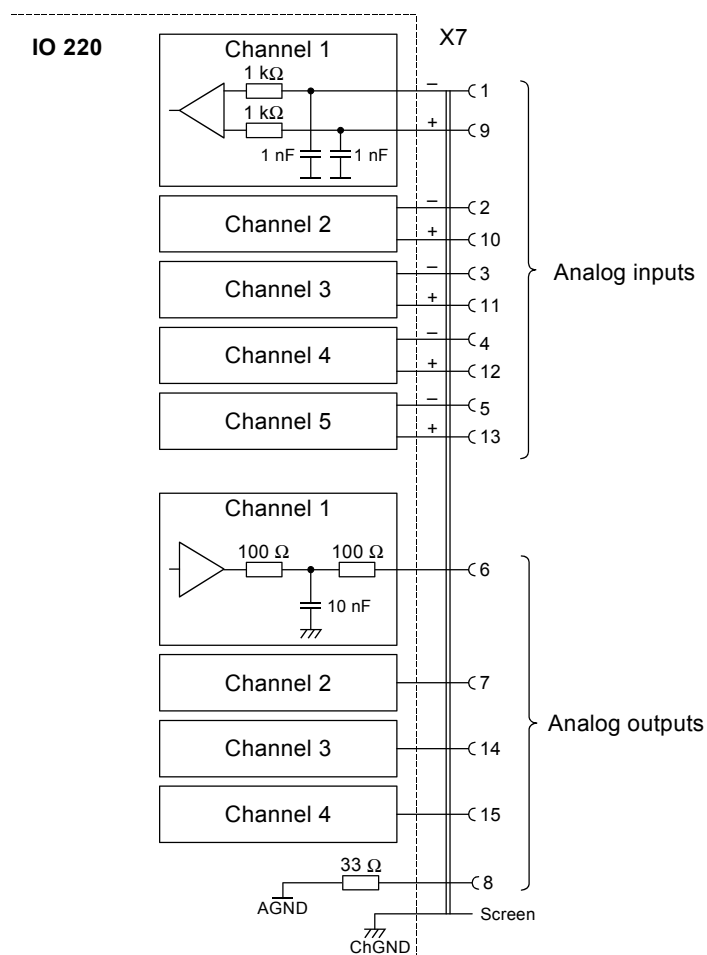 IO 220
X7
Channel 1
1 kΩ
1 kΩ
1 nF
1 nF
− 1
+ 9
Channel 2
− 2
+ 10
Channel 3
− 3
+ 11
Channel 4
− 4
+ 12
Channel 5
− 5
+ 13
Analog inputs
Channel 1
100 Ω
100 Ω
10 nF
6
Channel 2
7
Channel 3
14
Channel 4
15
Analog outputs
33 Ω
8
AGND
Screen
ChGND